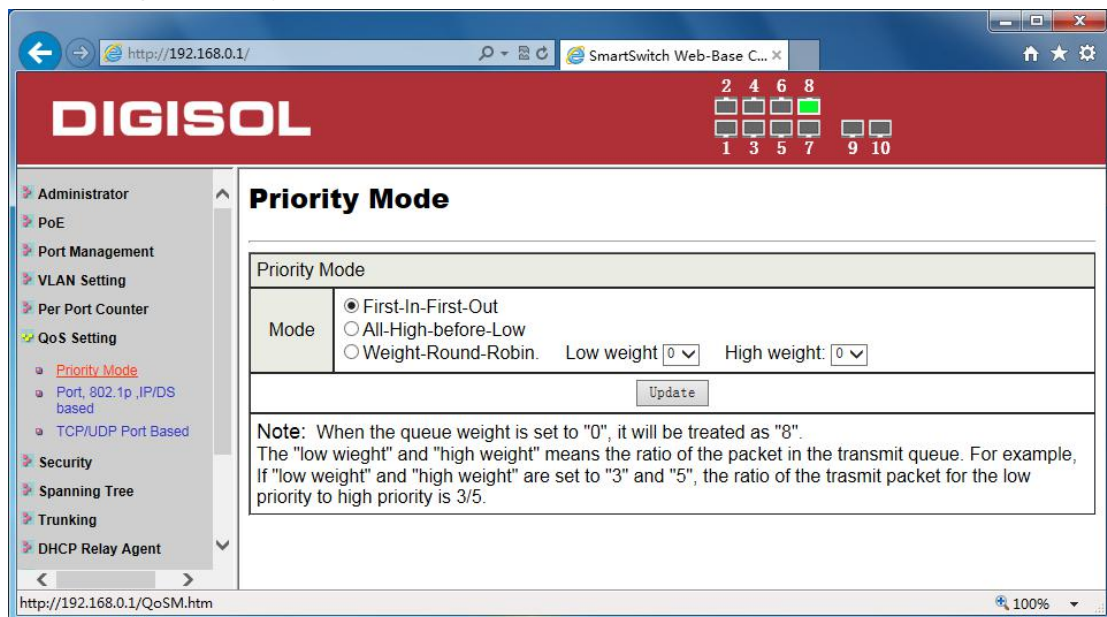 http://192.168.0.1/
SmartSwitch Web-Base C...
DIGISOL
2 4 6 8
1 3 5 7 9 10
Administrator
PoE
Port Management
VLAN Setting
Per Port Counter
QoS Setting
Priority Mode
Port, 802.1p ,IP/DS
based
TCP/UDP Port Based
Security
Spanning Tree
Trunking
DHCP Relay Agent
Priority Mode
Priority Mode
Mode
First-In-First-Out
All-High-before-Low
Weight-Round-Robin. Low weight 0 High weight: 0
Update
Note: When the queue weight is set to "0", it will be treated as "8".
The "low wieght" and "high weight" means the ratio of the packet in the transmit queue. For example,
If "low weight" and "high weight" are set to "3" and "5", the ratio of the trasmit packet for the low
priority to high priority is 3/5.
http://192.168.0.1/QoSM.htm
100%